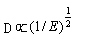 D ∝ (1/E)^{1/2}